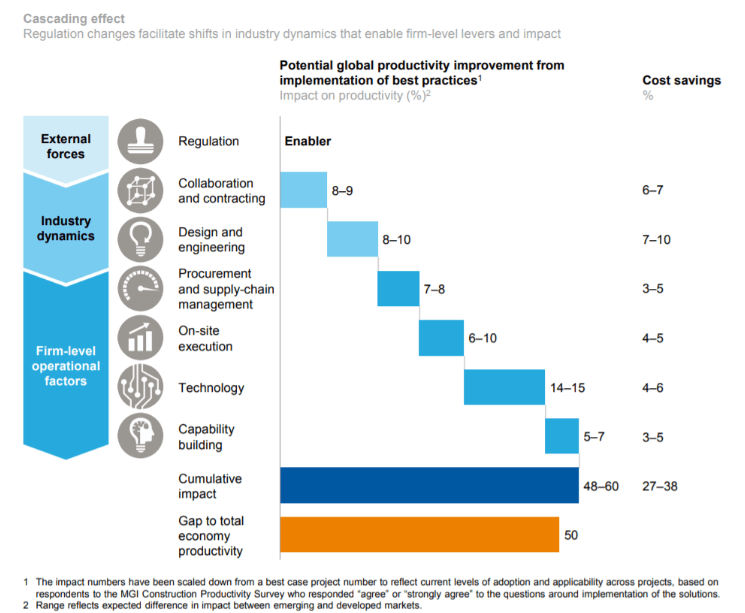 Cascading effect
Regulation changes facilitate shifts in industry dynamics that enable firm-level levers and impact
Potential global productivity improvement from
implementation of best practices1
Impact on productivity (%)2
Cost savings
%
External
forces
Regulation
Enabler
Collaboration
and contracting
8–9
6–7
Industry
dynamics
Design and
engineering
8–10
7–10
Procurement
and supply-chain
management
7–8
3–5
On-site
execution
6–10
4–5
Firm-level
operational
factors
Technology
14–15
4–6
Capability
building
5–7
3–5
Cumulative
impact
48–60
27–38
Gap to total
economy
productivity
50
1 The impact numbers have been scaled down from a best case project number to reflect current levels of adoption and applicability across projects, based on
respondents to the MGI Construction Productivity Survey who responded “agree” or “strongly agree” to the questions around implementation of the solutions.
2 Range reflects expected difference in impact between emerging and developed markets.